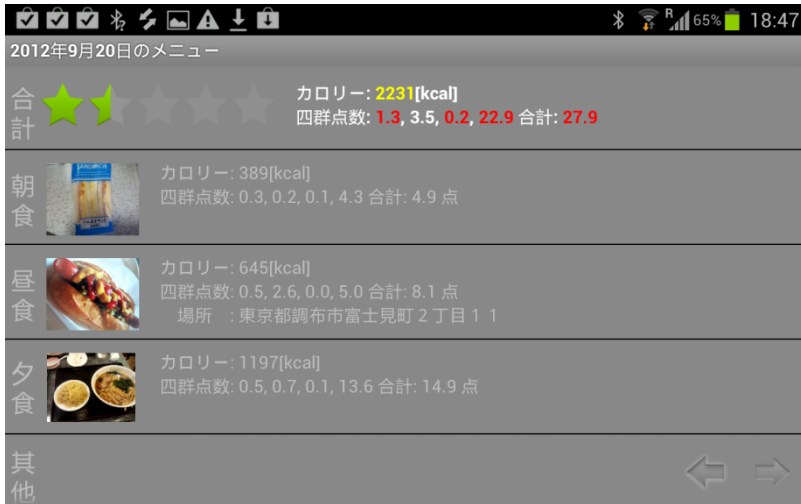 65% 18:47
2012年9月20日のメニュー
合計
カロリー: 2231[kcal]
四群点数: 1.3, 3.5, 0.2, 22.9 合計: 27.9
朝食
カロリー: 389[kcal]
四群点数: 0.3, 0.2, 0.1, 4.3 合計: 4.9 点
昼食
カロリー: 645[kcal]
四群点数: 0.5, 2.6, 0.0, 5.0 合計: 8.1 点
場所 : 東京都調布市富士見町2丁目11
夕食
カロリー: 1197[kcal]
四群点数: 0.5, 0.7, 0.1, 13.6 合計: 14.9 点
其他